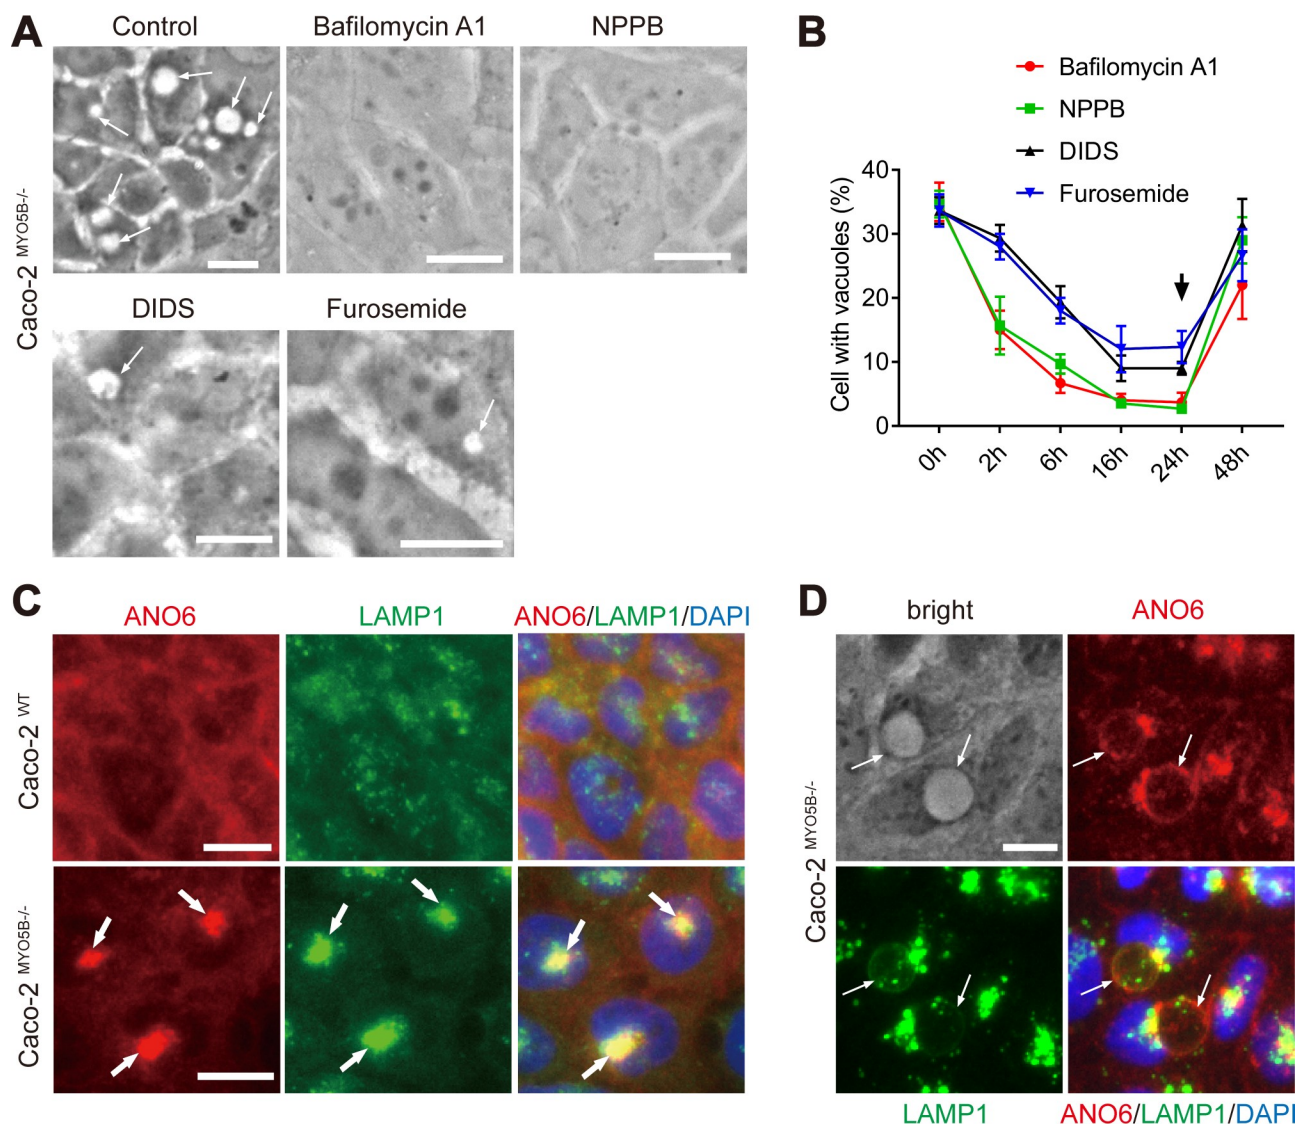 A
Control
Bafilomycin A1
NPPB
Caco-2 MYO5B-/-
DIDS
Furosemide
B
Bafilomycin A1
NPPB
DIDS
Furosemide
Cell with vacuoles (%)
40
30
20
10
0
0h
2h
6h
16h
24h
48h
C
ANO6
LAMP1
ANO6/LAMP1/DAPI
Caco-2 WT
Caco-2 MYO5B-/-
D
bright
ANO6
Caco-2 MYO5B-/-
LAMP1
ANO6/LAMP1/DAPI